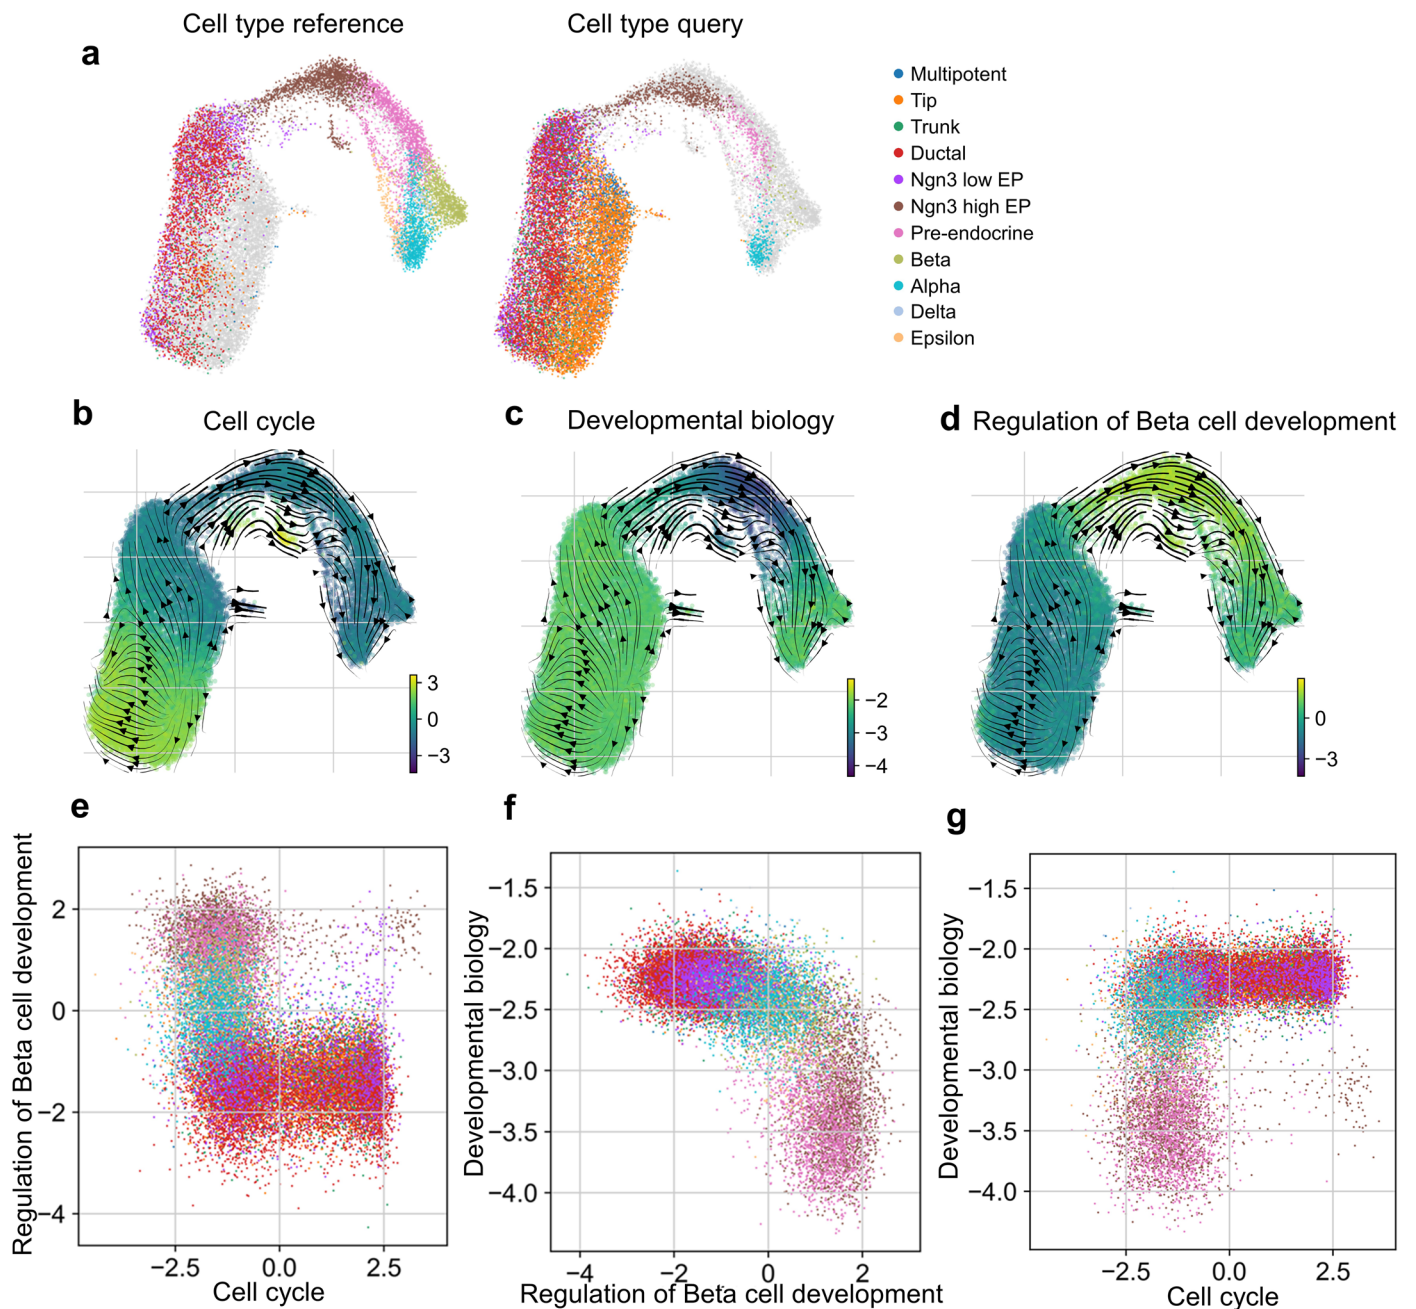 Cell type reference
Cell type query
a
Multipotent
Tip
Trunk
Ductal
Ngn3 low EP
Ngn3 high EP
Pre-endocrine
Beta
Alpha
Delta
Epsilon
b
Cell cycle
c
Developmental biology
d
Regulation of Beta cell development
3
0
−3
−2
−3
−4
0
−3
e
Regulation of Beta cell development
2
0
−2
−4
−2.5
0.0
2.5
Cell cycle
f
Developmental biology
−1.5
−2.0
−2.5
−3.0
−3.5
−4.0
−4
−2
0
2
Regulation of Beta cell development
g
Developmental biology
−1.5
−2.0
−2.5
−3.0
−3.5
−4.0
−2.5
0.0
2.5
Cell cycle